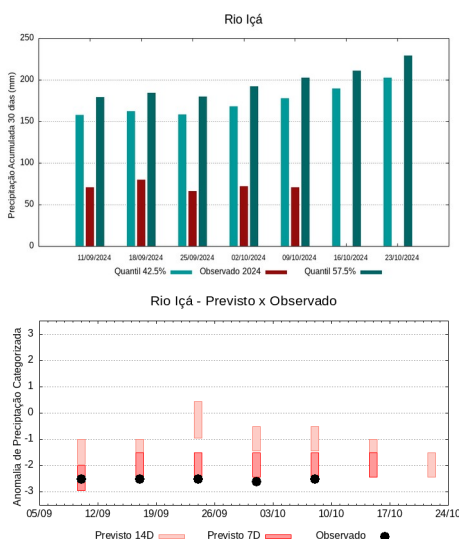 Rio Içá
Precipitação Acumulada 30 dias (mm)
250
200
150
100
50
0
11/09/2024 18/09/2024 25/09/2024 02/10/2024 09/10/2024 16/10/2024 23/10/2024
Quantil 42.5% Observado 2024 Quantil 57.5%
Rio Içá - Previsto x Observado
Anomalia de Preciptação Categorizada
3
2
1
0
-1
-2
-3
05/09 12/09 19/09 26/09 03/10 10/10 17/10 24/10
Previsto 14D Previsto 7D Observado